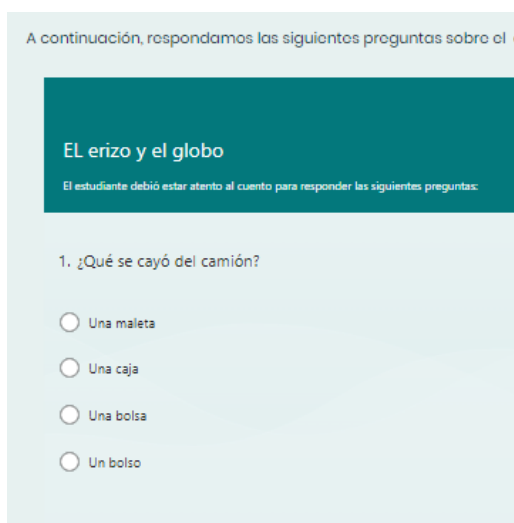 A continuación, respondamos las siguientes preguntas sobre el
EL erizo y el globo
El estudiante debió estar atento al cuento para responder las siguientes preguntas:
1. ¿Qué se cayó del camión?
Una maleta
Una caja
Una bolsa
Un bolso